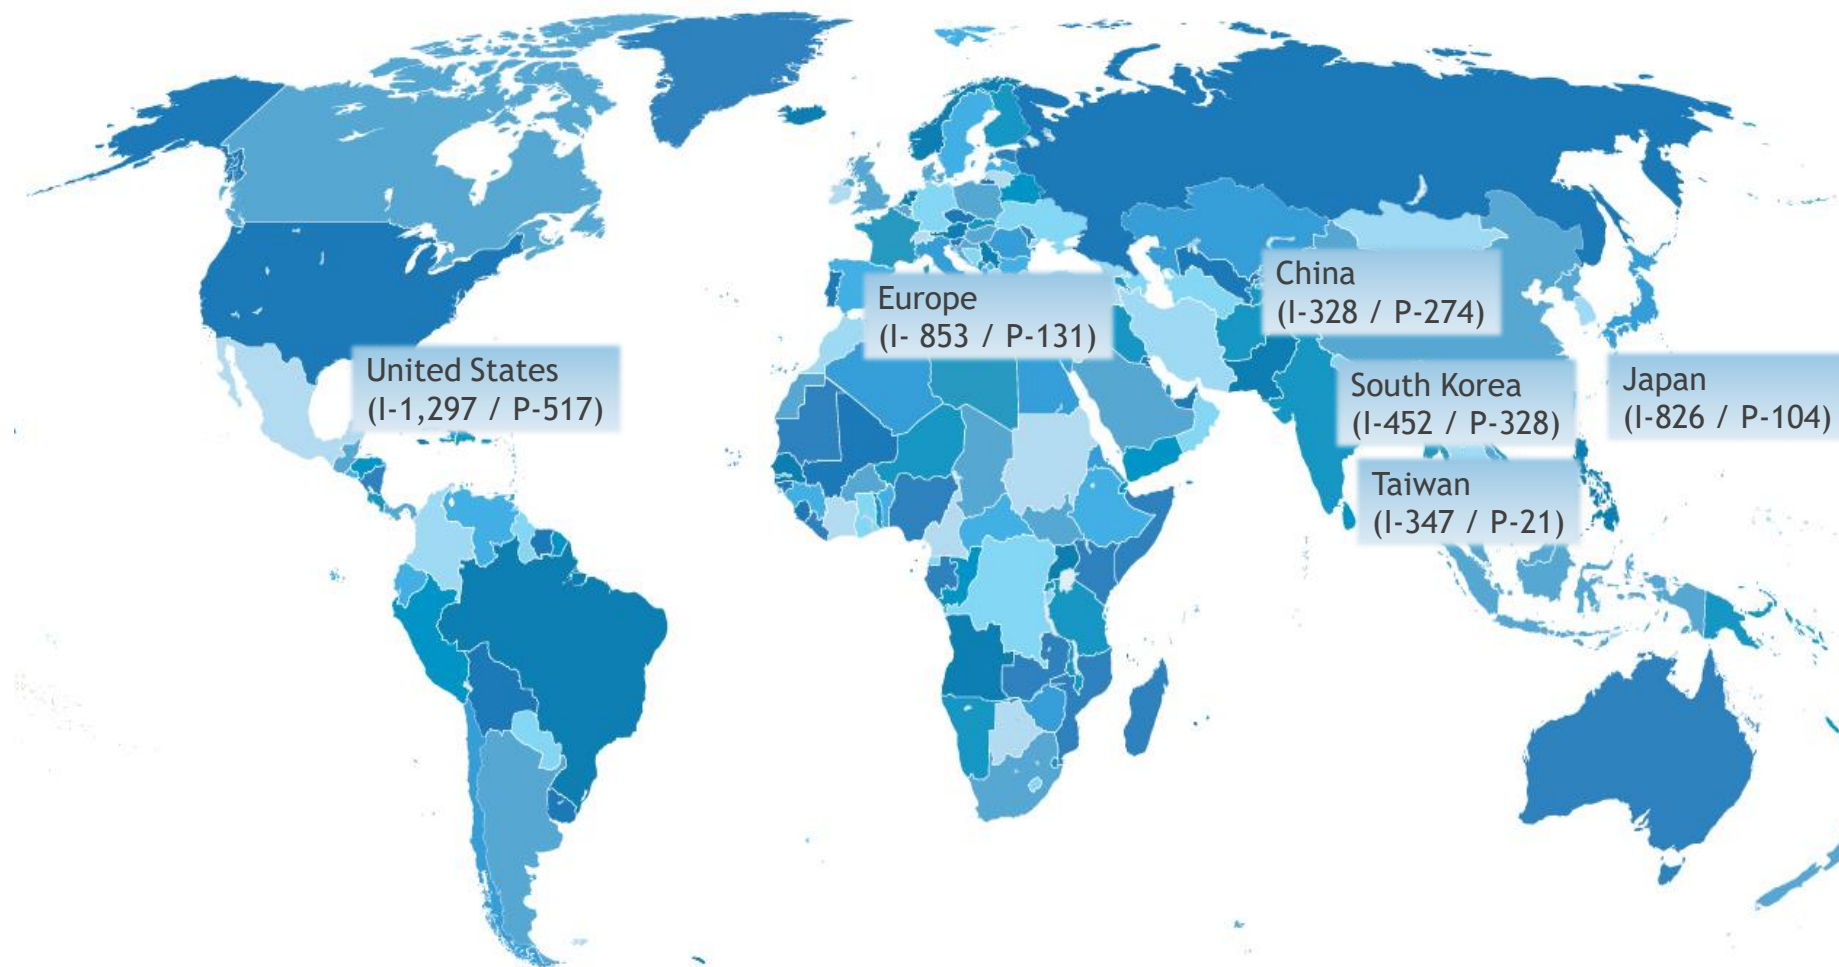 United States
(I-1,297 / P-517)
Europe
(I- 853 / P-131)
China
(I-328 / P-274)
South Korea
(I-452 / P-328)
Japan
(I-826 / P-104)
Taiwan
(I-347 / P-21)